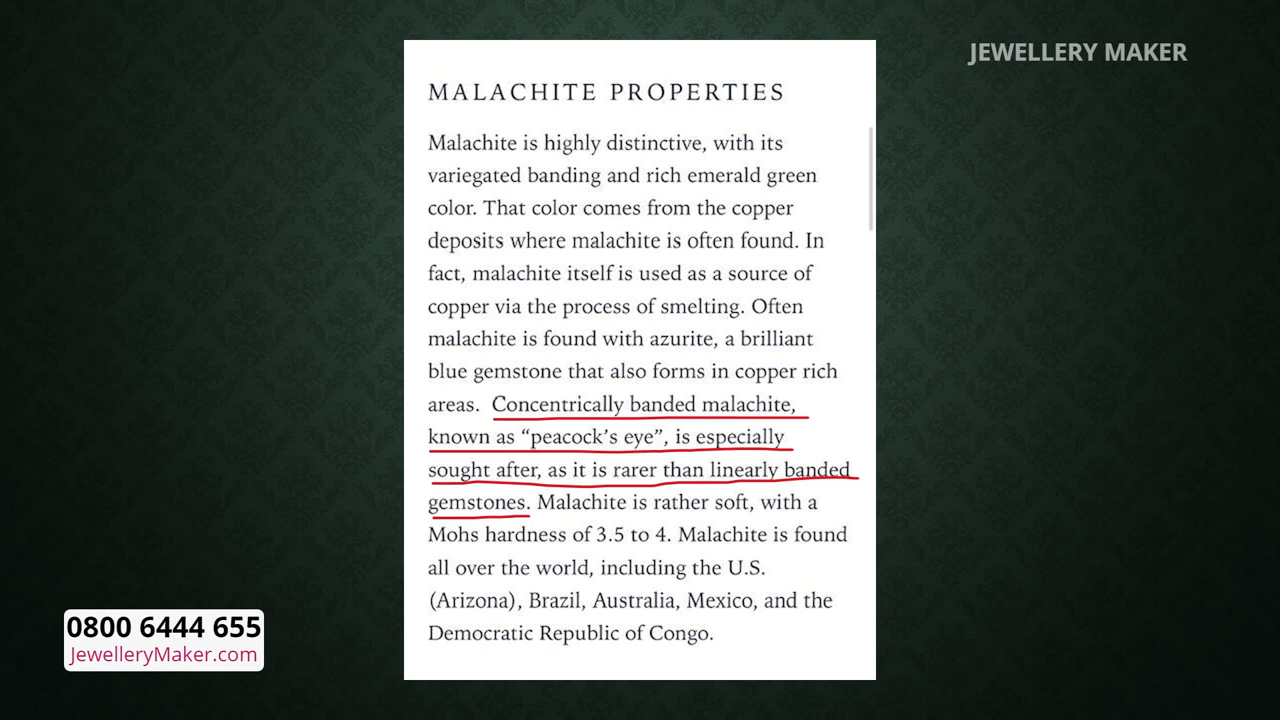 JEWELLERY MAKER
MALACHITE PROPERTIES
Malachite is highly distinctive, with its
variegated banding and rich emerald green
color. That color comes from the copper
deposits where malachite is often found. In
fact, malachite itself is used as a source of
copper via the process of smelting. Often
malachite is found with azurite, a brilliant
blue gemstone that also forms in copper rich
areas. Concentrically banded malachite,
known as “peacock’s eye”, is especially
sought after, as it is rarer than linearly banded
gemstones. Malachite is rather soft, with a
Mohs hardness of 3.5 to 4. Malachite is found
all over the world, including the U.S.
(Arizona), Brazil, Australia, Mexico, and the
Democratic Republic of Congo.
0800 6444 655
JewelleryMaker.com